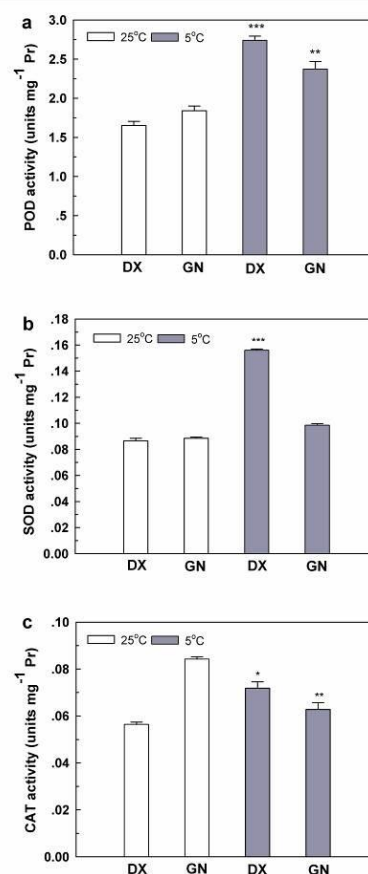 a
25°C 5°C
*** **
3.0
2.5
2.0
1.5
1.0
.5
0.0
POD activity (units mg-1 Pr)
DX GN DX GN
b
25°C 5°C
***
.18
.16
.14
.12
.10
.08
.06
.04
.02
0.00
SOD activity (units mg-1 Pr)
DX GN DX GN
c
25°C 5°C
* **
.10
.08
.06
.04
.02
0.00
CAT activity (units mg-1 Pr)
DX GN DX GN